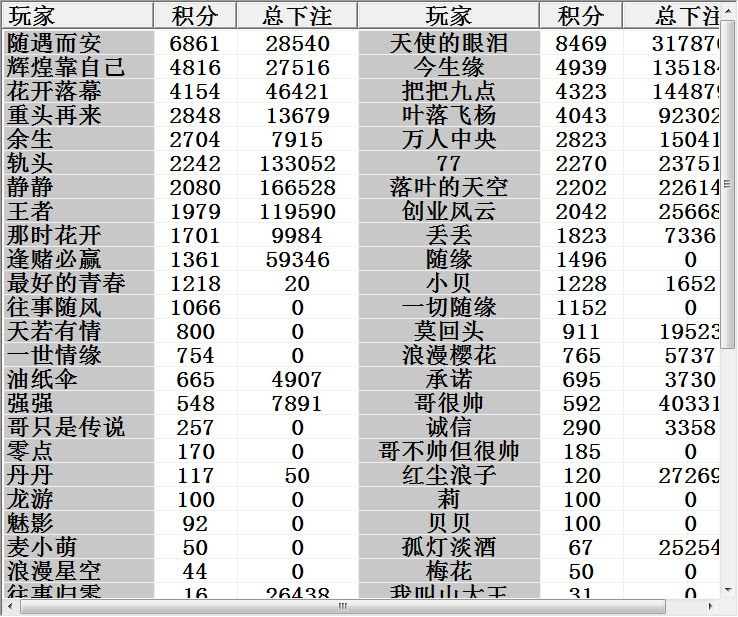 玩家 积分 总下注 玩家 积分 总下注
随遇而安 6861 28540 天使的眼泪 8469 31787
辉煌靠自己 4816 27516 今生缘 4939 13518
花开落幕 4154 46421 把把九点 4323 14487
重头再来 2848 13679 叶落飞杨 4043 92302
余生 2704 7915 万人中央 2823 15041
轨头 2242 133052 77 2270 23751
静静 2080 166528 落叶的天空 2202 22614
王者 1979 119590 创业风云 2042 25668
那时花开 1701 9984 丢丢 1823 7336
逢赌必赢 1361 59346 随缘 1496 0
最好的青春 1218 20 小贝 1228 1652
往事随风 1066 0 一切随缘 1152 0
天若有情 800 0 莫回头 911 19523
一世情缘 754 0 浪漫樱花 765 5737
油纸伞 665 4907 承诺 695 3730
强强 548 7891 哥很帅 592 40331
哥只是传说 257 0 诚信 290 3358
零点 170 0 哥不帅但很帅 185 0
丹丹 117 50 红尘浪子 120 27269
龙游 100 0 莉 100 0
魅影 92 0 贝贝 100 0
麦小萌 50 0 孤灯淡酒 67 25254
浪漫星空 44 0 梅花 50 0
往事归零 16 26438 我叫山大王 31 0